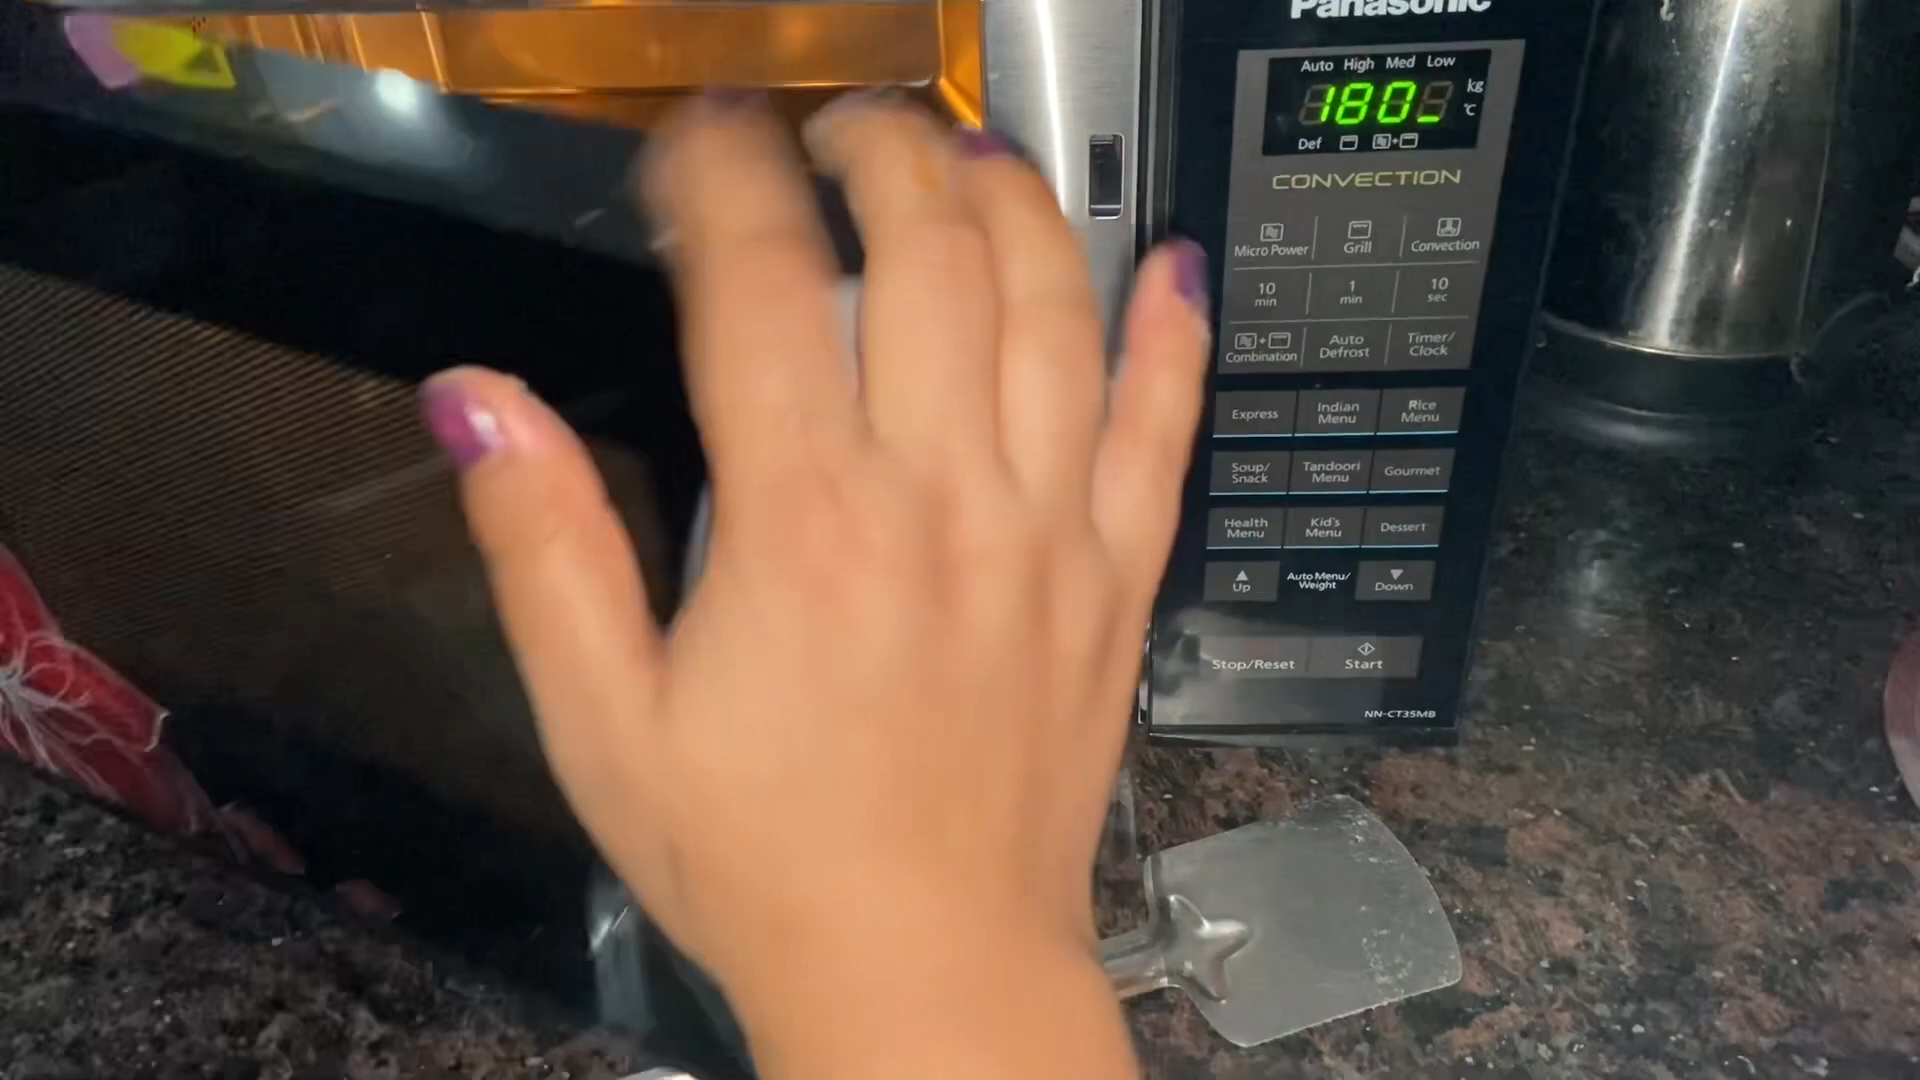 Panasonic
Auto High Med Low
180
kg
°C
Def
CONVECTION
Micro Power Grill Convection
10 min 1 min 10 sec
Combination Auto Defrost Timer/Clock
Express Indian Menu Rice Menu
Soup/Snack Tandoori Menu Gourmet
Health Menu Kid's Menu Dessert
Up Auto Menu/Weight Down
Stop/Reset Start
NN-CT35MB